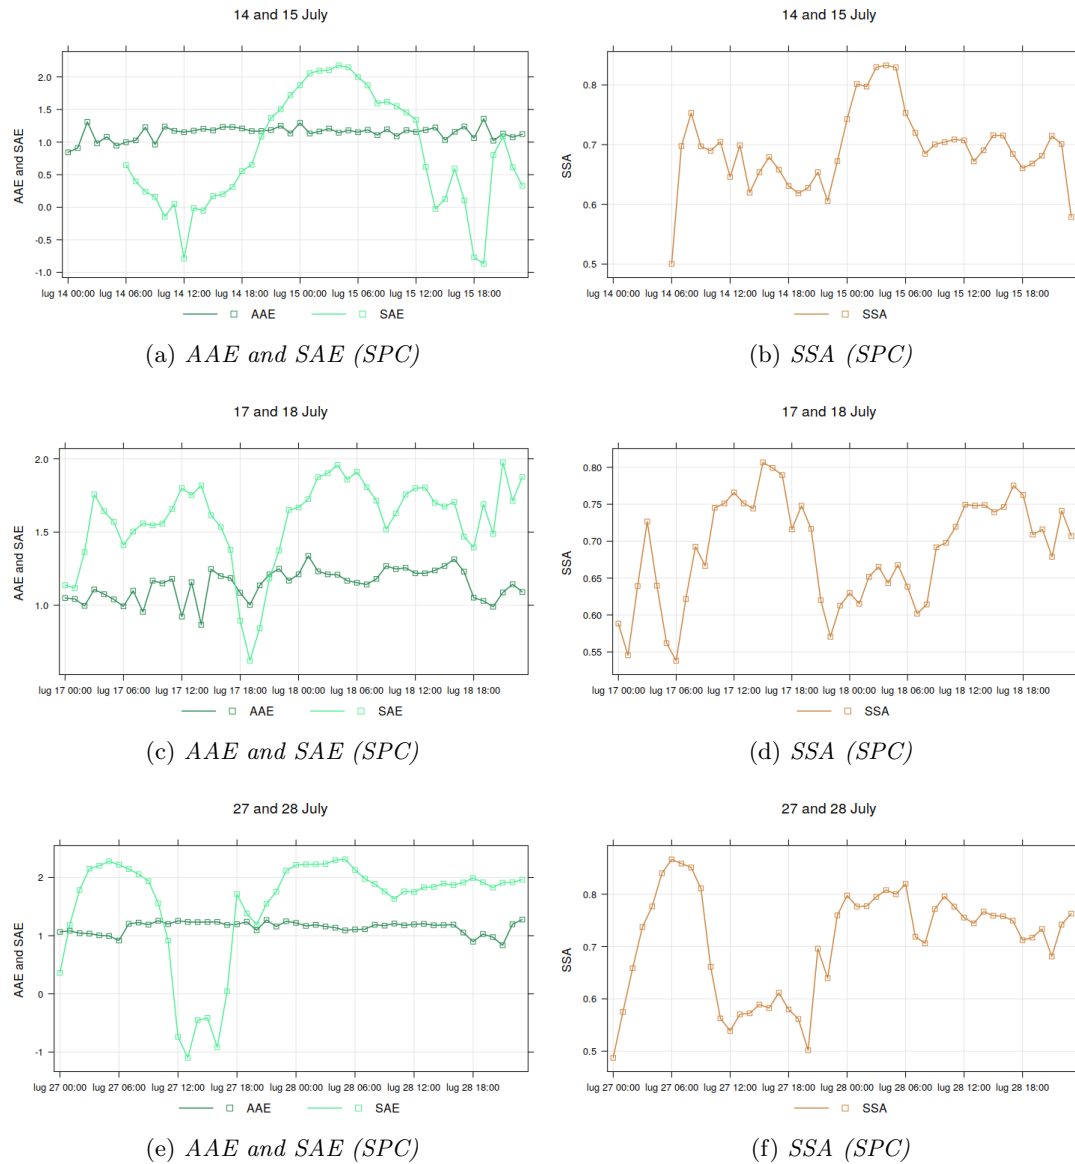 14 and 15 July
14 and 15 July
AAE and SAE
2.0
1.5
1.0
0.5
0.0
-0.5
-1.0
lug 14 00:00 lug 14 06:00 lug 14 12:00 lug 14 18:00 lug 15 00:00 lug 15 06:00 lug 15 12:00 lug 15 18:00
AAE SAE
SSA
0.8
0.7
0.6
0.5
lug 14 00:00 lug 14 06:00 lug 14 12:00 lug 14 18:00 lug 15 00:00 lug 15 06:00 lug 15 12:00 lug 15 18:00
SSA
(a) AAE and SAE (SPC)
(b) SSA (SPC)
17 and 18 July
17 and 18 July
AAE and SAE
2.0
1.5
1.0
lug 17 00:00 lug 17 06:00 lug 17 12:00 lug 17 18:00 lug 18 00:00 lug 18 06:00 lug 18 12:00 lug 18 18:00
AAE SAE
SSA
0.80
0.75
0.70
0.65
0.60
0.55
lug 17 00:00 lug 17 06:00 lug 17 12:00 lug 17 18:00 lug 18 00:00 lug 18 06:00 lug 18 12:00 lug 18 18:00
SSA
(c) AAE and SAE (SPC)
(d) SSA (SPC)
27 and 28 July
27 and 28 July
AAE and SAE
2
1
0
-1
lug 27 00:00 lug 27 06:00 lug 27 12:00 lug 27 18:00 lug 28 00:00 lug 28 06:00 lug 28 12:00 lug 28 18:00
AAE SAE
SSA
0.8
0.7
0.6
0.5
lug 27 00:00 lug 27 06:00 lug 27 12:00 lug 27 18:00 lug 28 00:00 lug 28 06:00 lug 28 12:00 lug 28 18:00
SSA
(e) AAE and SAE (SPC)
(f) SSA (SPC)